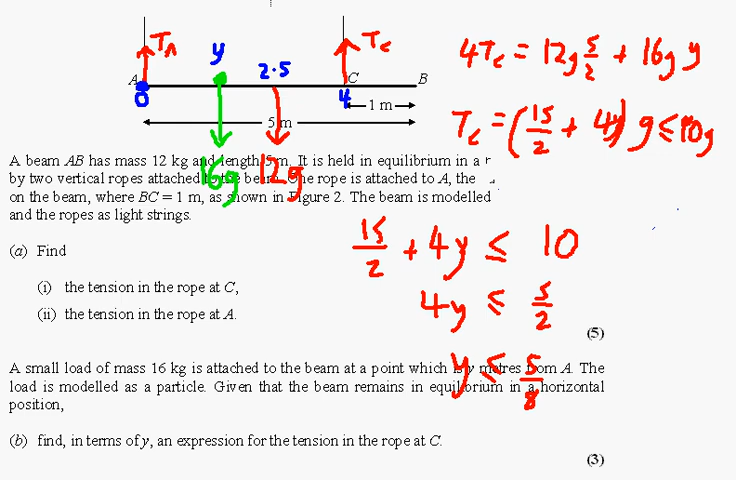 T_A
y
2.5
T_C
A
C
B
0
4
1 m
5 m
16g
12g
4T_C = 12g 5/2 + 16g y
T_C = (15/2 + 4y) g ≤ 10g
A beam AB has mass 12 kg and length 5 m. It is held in equilibrium in a
by two vertical ropes attached to the beam. One rope is attached to A, the
on the beam, where BC = 1 m, as shown in Figure 2. The beam is modelled
and the ropes as light strings.
15/2 + 4y ≤ 10
4y ≤ 5/2
y ≤ 5/8
(a) Find
(i) the tension in the rope at C,
(ii) the tension in the rope at A.
(5)
A small load of mass 16 kg is attached to the beam at a point which is y metres from A. The
load is modelled as a particle. Given that the beam remains in equilibrium in a horizontal
position,
(b) find, in terms of y, an expression for the tension in the rope at C.
(3)